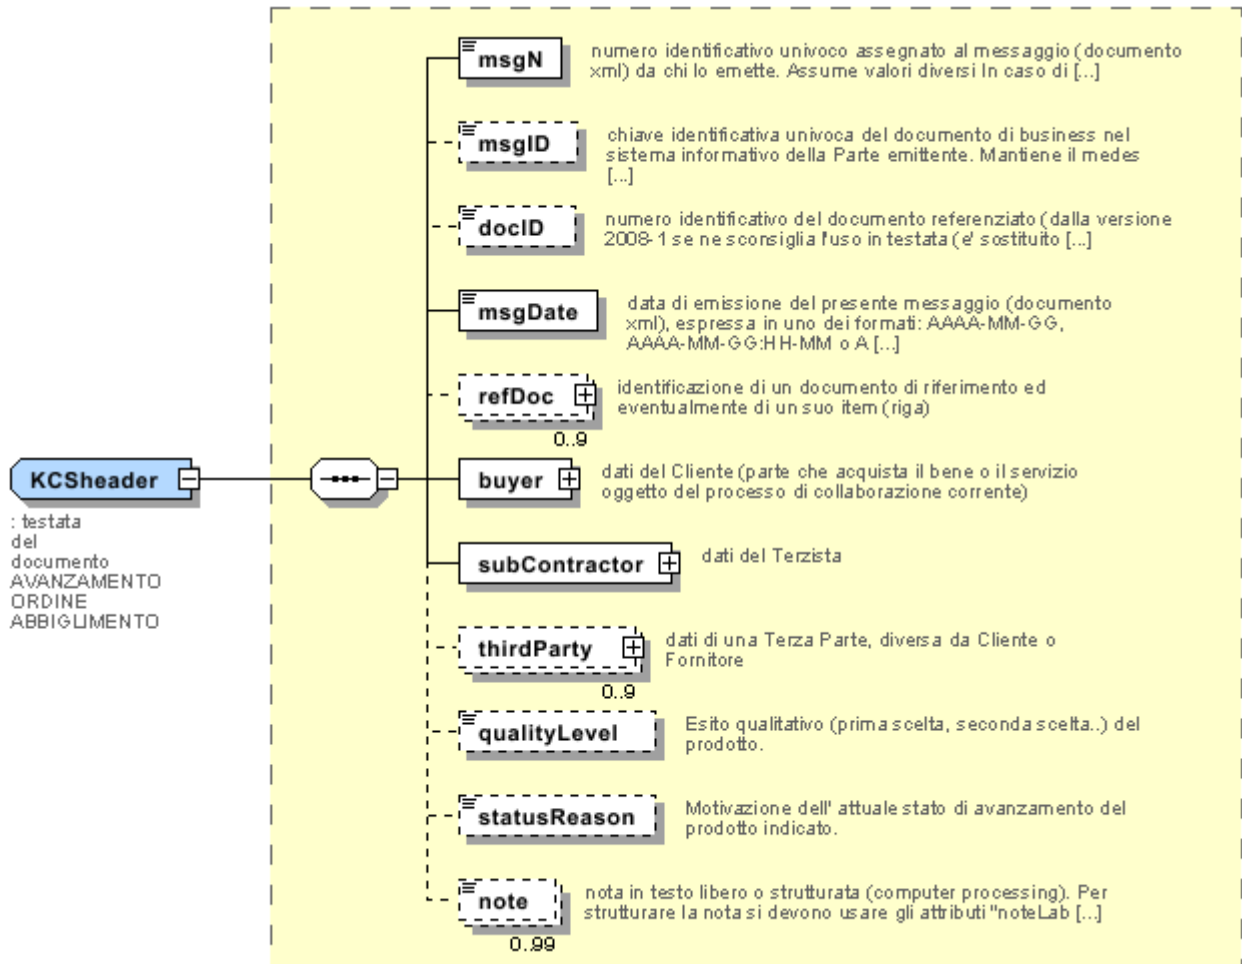 msgN
numero identificativo univoco assegnato al messaggio (documento
xml) da chi lo emette. Assume valori diversi In caso di [...]
msgID
chiave identificativa univoca del documento di business nel
sistema informativo della Parte emittente. Mantiene il medes
[...]
docID
numero identificativo del documento referenziato (dalla versione
2008-1 se ne sconsiglia l'uso in testata (e' sostituito [...]
msgDate
data di emissione del presente messaggio (documento
xml), espressa in uno dei formati: AAAA-MM-GG,
AAAA-MM-GG:HH-MM o A [...]
refDoc
identificazione di un documento di riferimento ed
eventualmente di un suo item (riga)
0..9
KCSheader
: testata
del
documento
AVANZAMENTO
ORDINE
ABBIGLIMENTO
buyer
dati del Cliente (parte che acquista il bene o il servizio
oggetto del processo di collaborazione corrente)
subContractor
dati del Terzista
thirdParty
dati di una Terza Parte, diversa da Cliente o
Fornitore
0..9
qualityLevel
Esito qualitativo (prima scelta, seconda scelta..) del
prodotto.
statusReason
Motivazione dell' attuale stato di avanzamento del
prodotto indicato.
note
nota in testo libero o strutturata (computer processing). Per
strutturare la nota si devono usare gli attributi "noteLab [...]
0..99